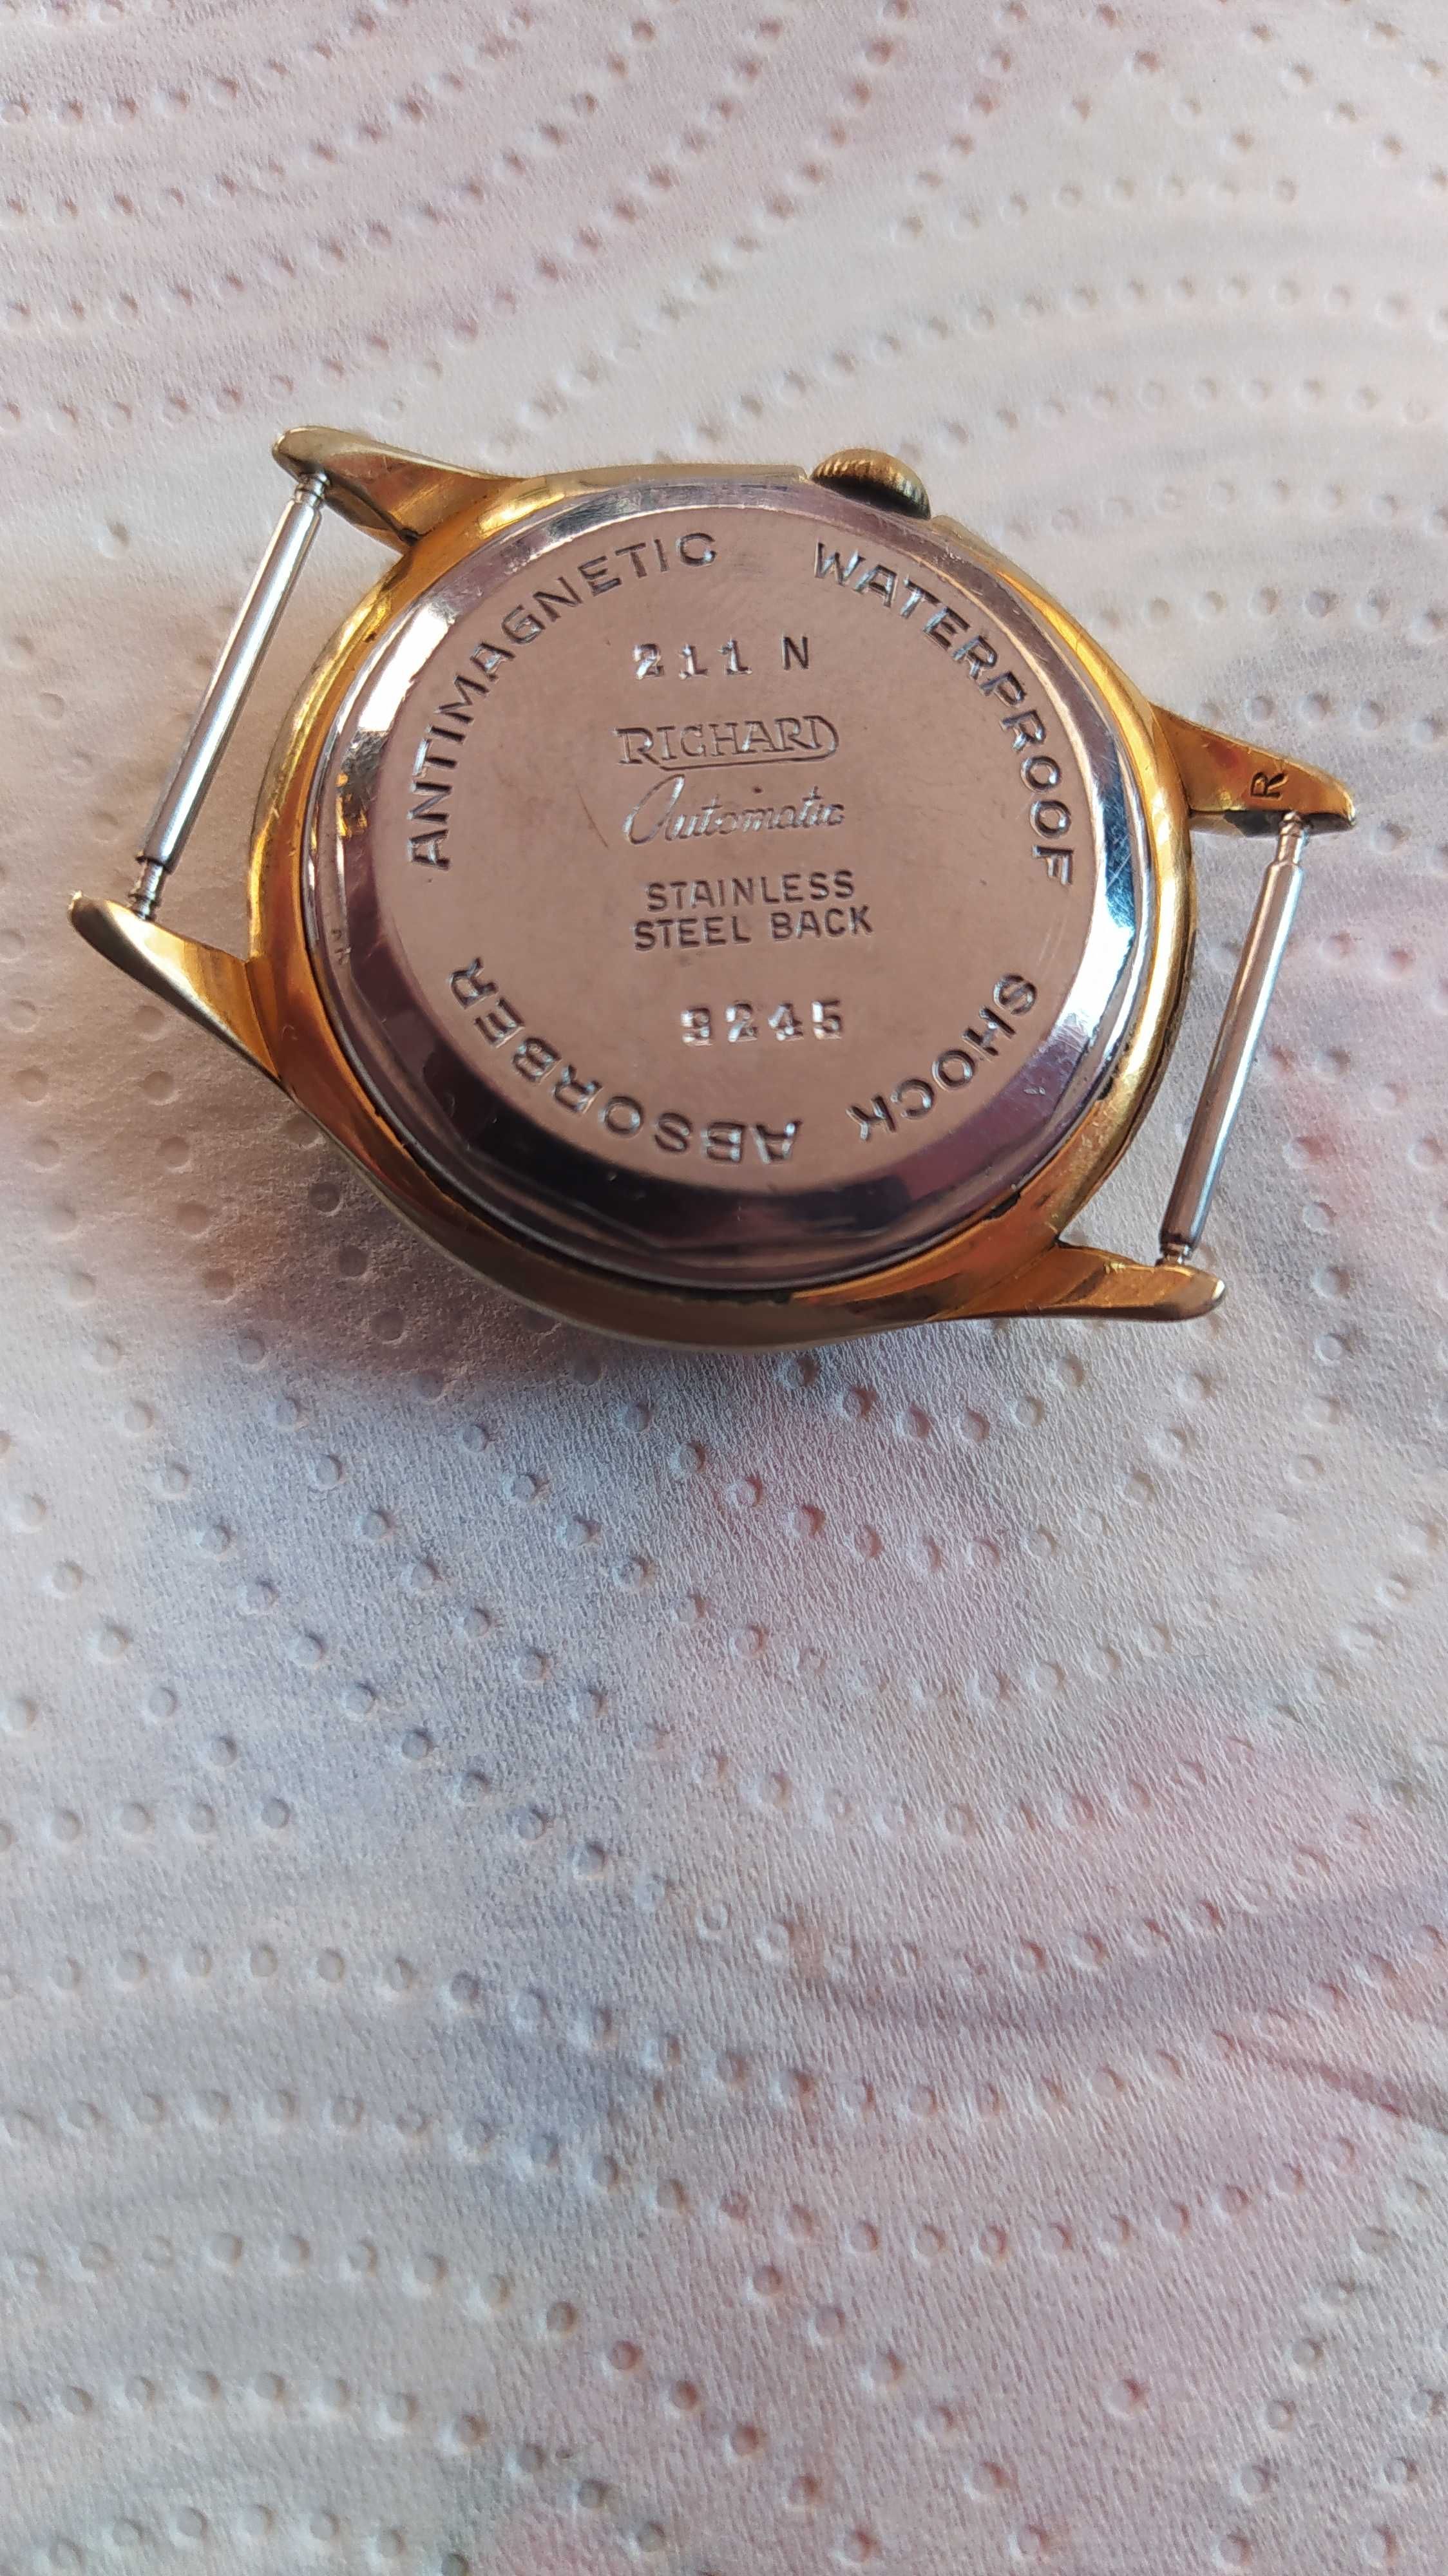 ANTIMAGNETIC WATERPROOF
211 N
RICHARD
Automatic
STAINLESS
STEEL BACK
9245
SHOCK ABSORBER
R